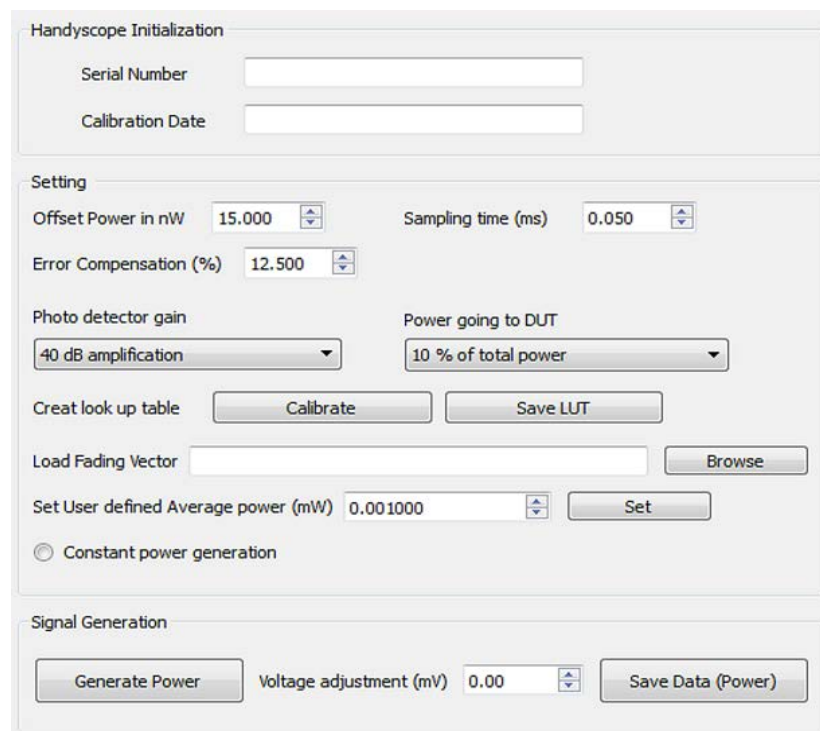 Handyscope Initialization
Serial Number
Calibration Date
Setting
Offset Power in nW 15.000 Sampling time (ms) 0.050
Error Compensation (%) 12.500
Photo detector gain Power going to DUT
40 dB amplification 10 % of total power
Creat look up table Calibrate Save LUT
Load Fading Vector Browse
Set User defined Average power (mW) 0.001000 Set
Constant power generation
Signal Generation
Generate Power Voltage adjustment (mV) 0.00 Save Data (Power)